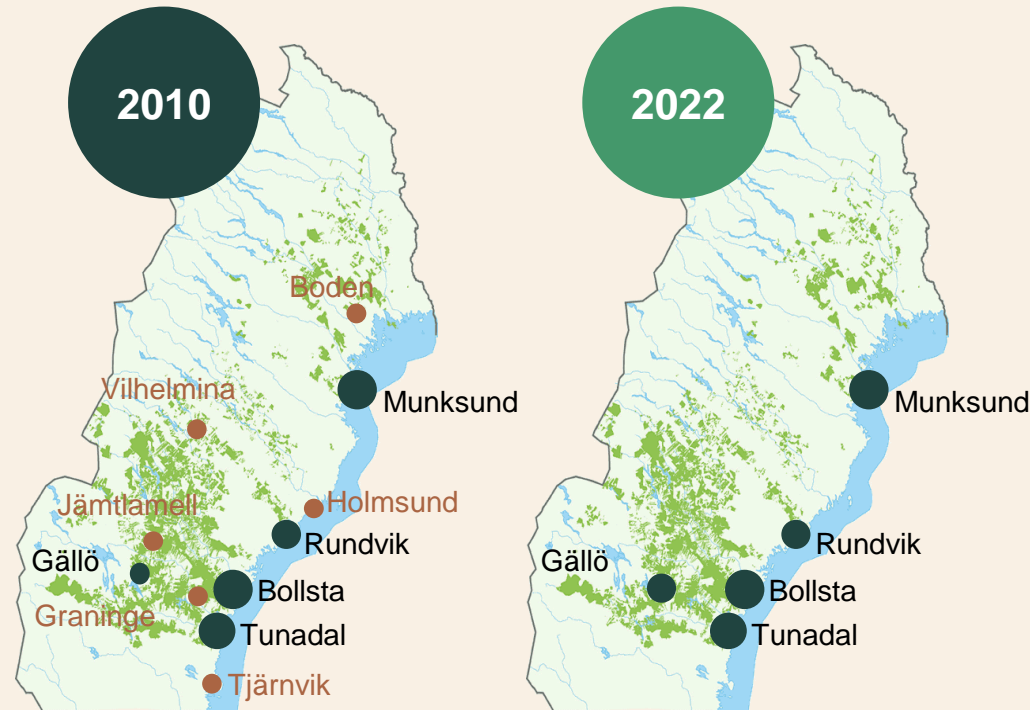 2010
Boden
Vilhelmina
Munksund
Jämtlamell
Holmsund
Rundvik
Gällö
Bollsta
Graninge
Tunadal
Tjärnvik
2022
Munksund
Rundvik
Gällö
Bollsta
Tunadal